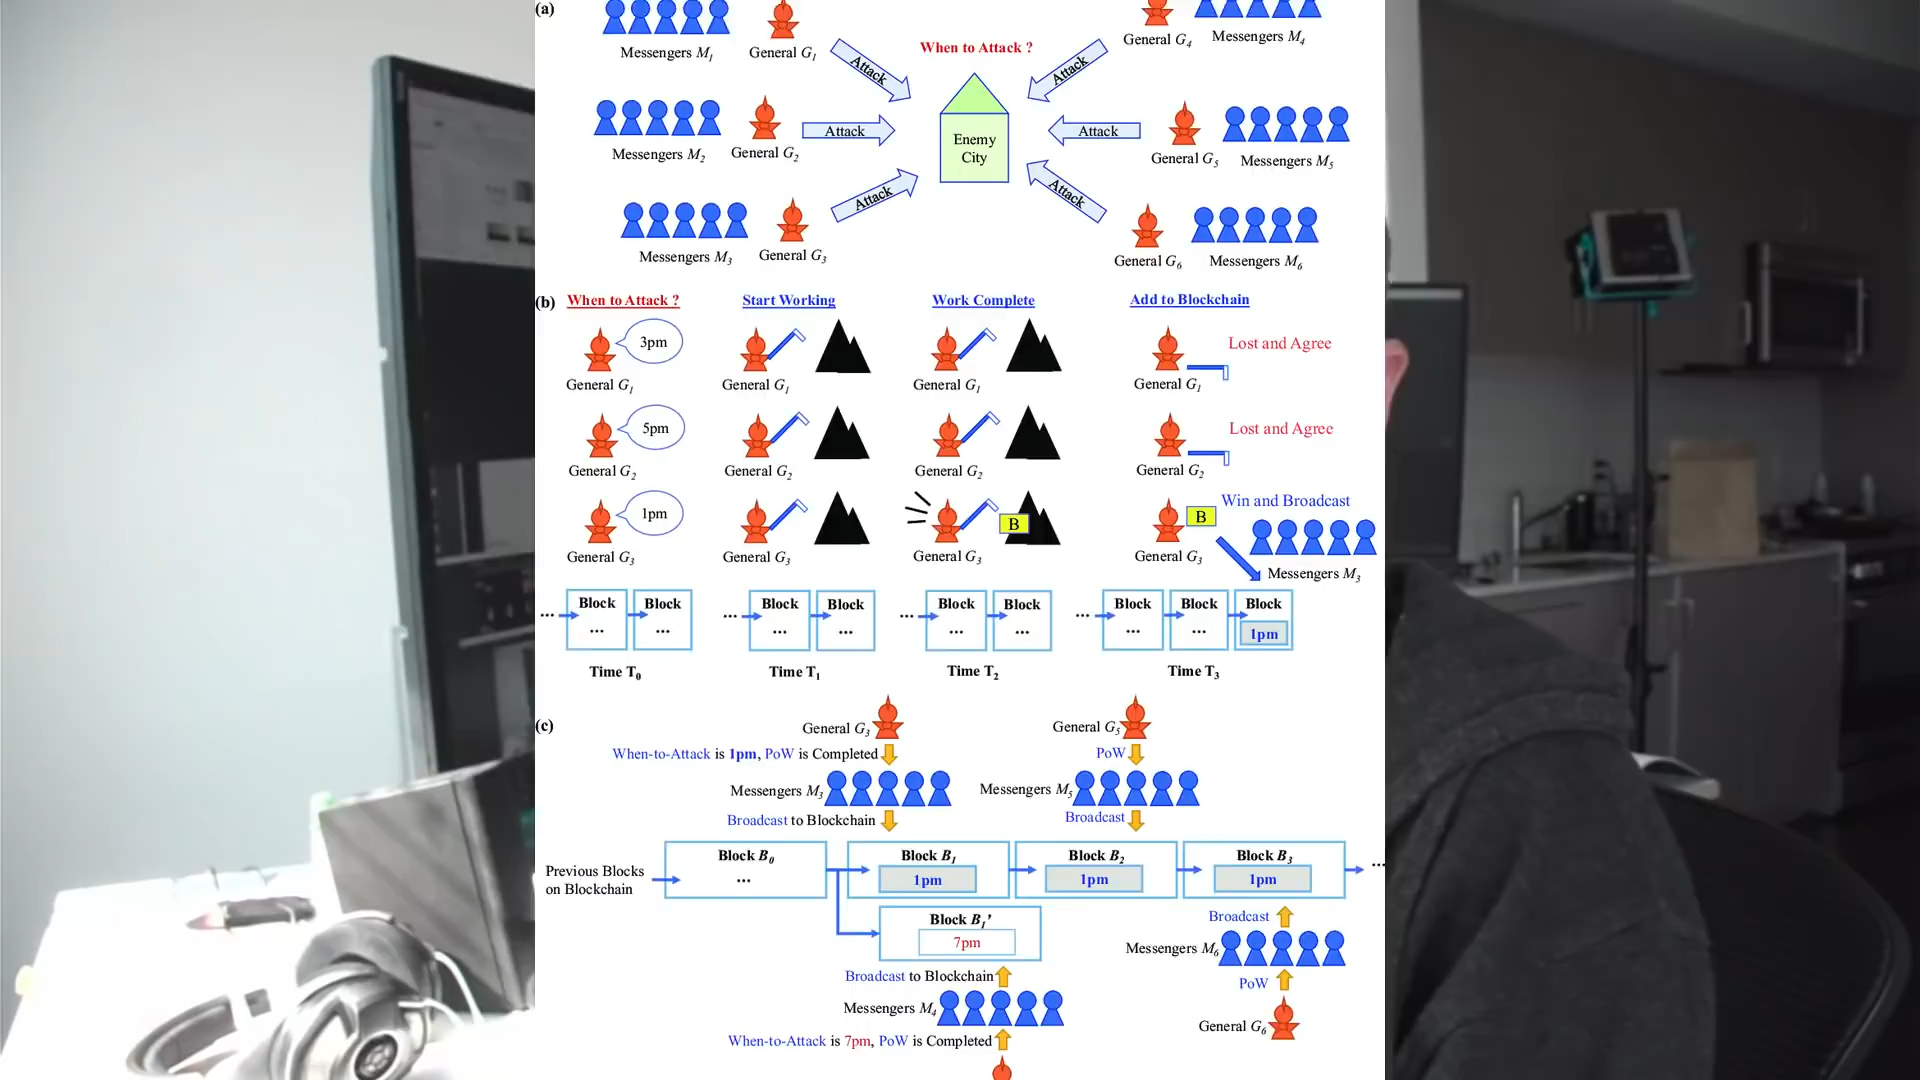 (a)
Messengers M1
General G1
When to Attack ?
General G4
Messengers M4
Attack
Attack
Messengers M2
General G2
Attack
Enemy
City
Attack
General G5
Messengers M5
Messengers M3
General G3
Attack
Attack
General G6
Messengers M6
(b)
When to Attack ?
Start Working
Work Complete
Add to Blockchain
3pm
General G1
General G1
General G1
General G1
Lost and Agree
5pm
General G2
General G2
General G2
General G2
Lost and Agree
1pm
General G3
General G3
B
General G3
B
General G3
Win and Broadcast
Messengers M3
...
Block
...
Block
...
...
Block
...
Block
...
...
Block
...
Block
...
...
Block
...
Block
...
Block
1pm
Time T0
Time T1
Time T2
Time T3
(c)
General G3
When-to-Attack is 1pm, PoW is Completed
Messengers M3
Broadcast to Blockchain
General G5
PoW
Messengers M5
Broadcast
Previous Blocks
on Blockchain
Block B0
...
Block B1
1pm
Block B2
1pm
Block B3
1pm
...
Block B1’
7pm
Broadcast to Blockchain
Messengers M4
When-to-Attack is 7pm, PoW is Completed
Broadcast
Messengers M6
PoW
General G6